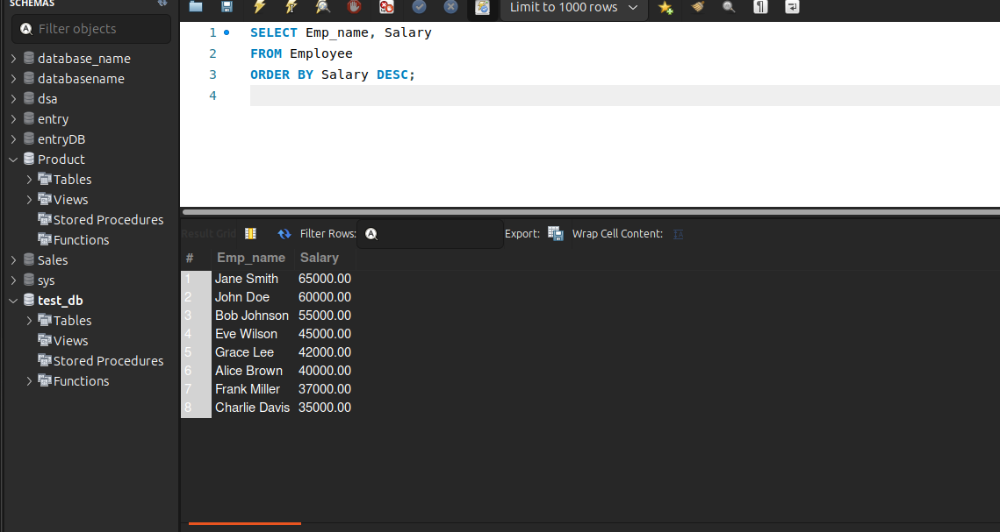 SCHEMAS
Filter objects
database_name
databasename
dsa
entry
entryDB
Product
Tables
Views
Stored Procedures
Functions
Sales
sys
test_db
Tables
Views
Stored Procedures
Functions
Limit to 1000 rows
1 SELECT Emp_name, Salary
2 FROM Employee
3 ORDER BY Salary DESC;
4
Result Grid Filter Rows: Export: Wrap Cell Content: IA
# Emp_name Salary
1 Jane Smith 65000.00
2 John Doe 60000.00
3 Bob Johnson 55000.00
4 Eve Wilson 45000.00
5 Grace Lee 42000.00
6 Alice Brown 40000.00
7 Frank Miller 37000.00
8 Charlie Davis 35000.00